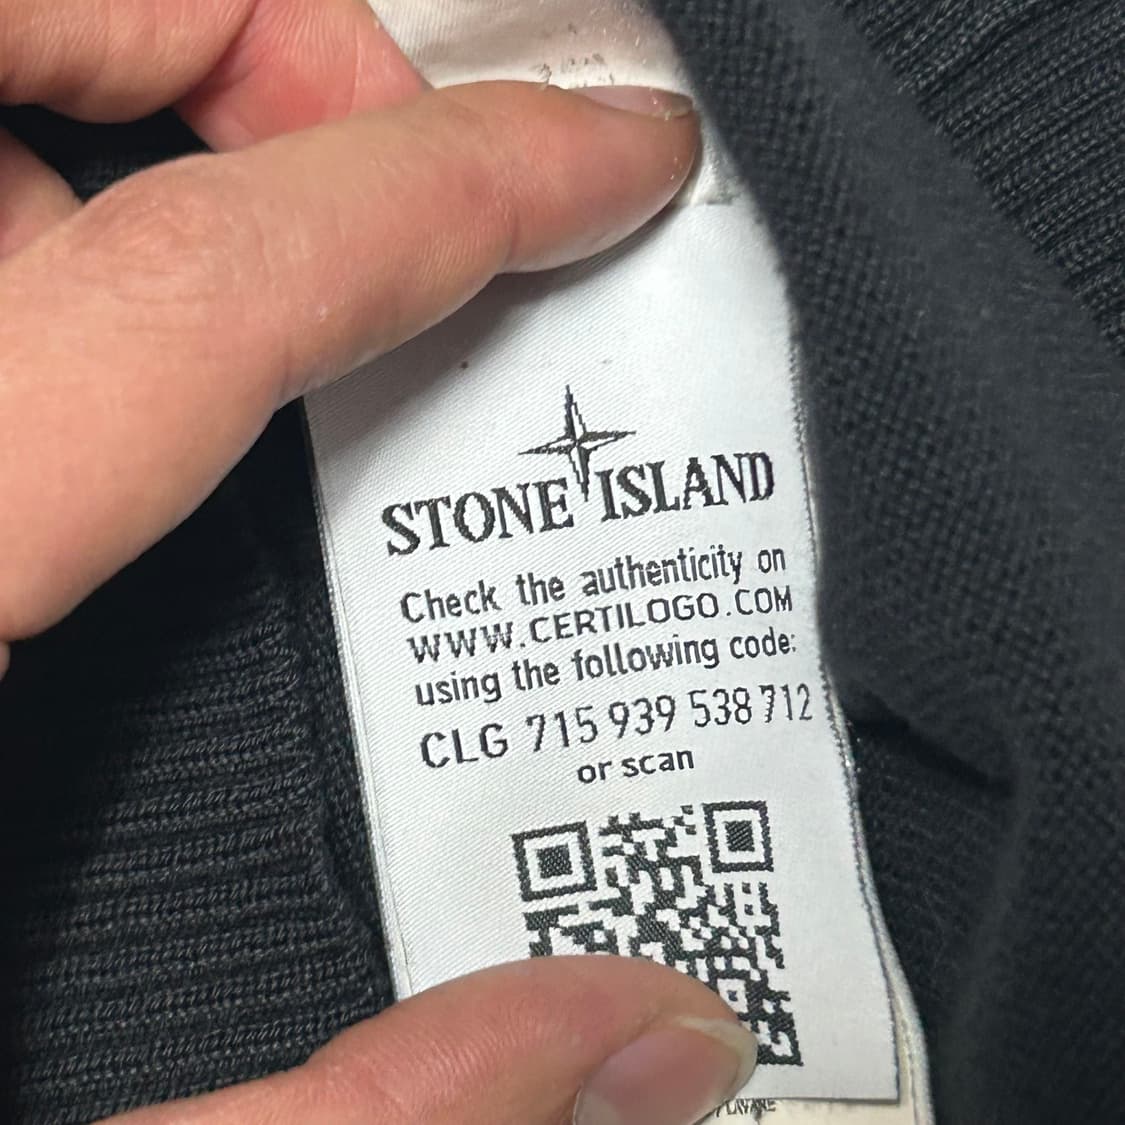 STONE ISLAND
Check the authenticity on
WWW.CERTILOGO.COM
using the following code:
CLG 715 939 538 712
or scan